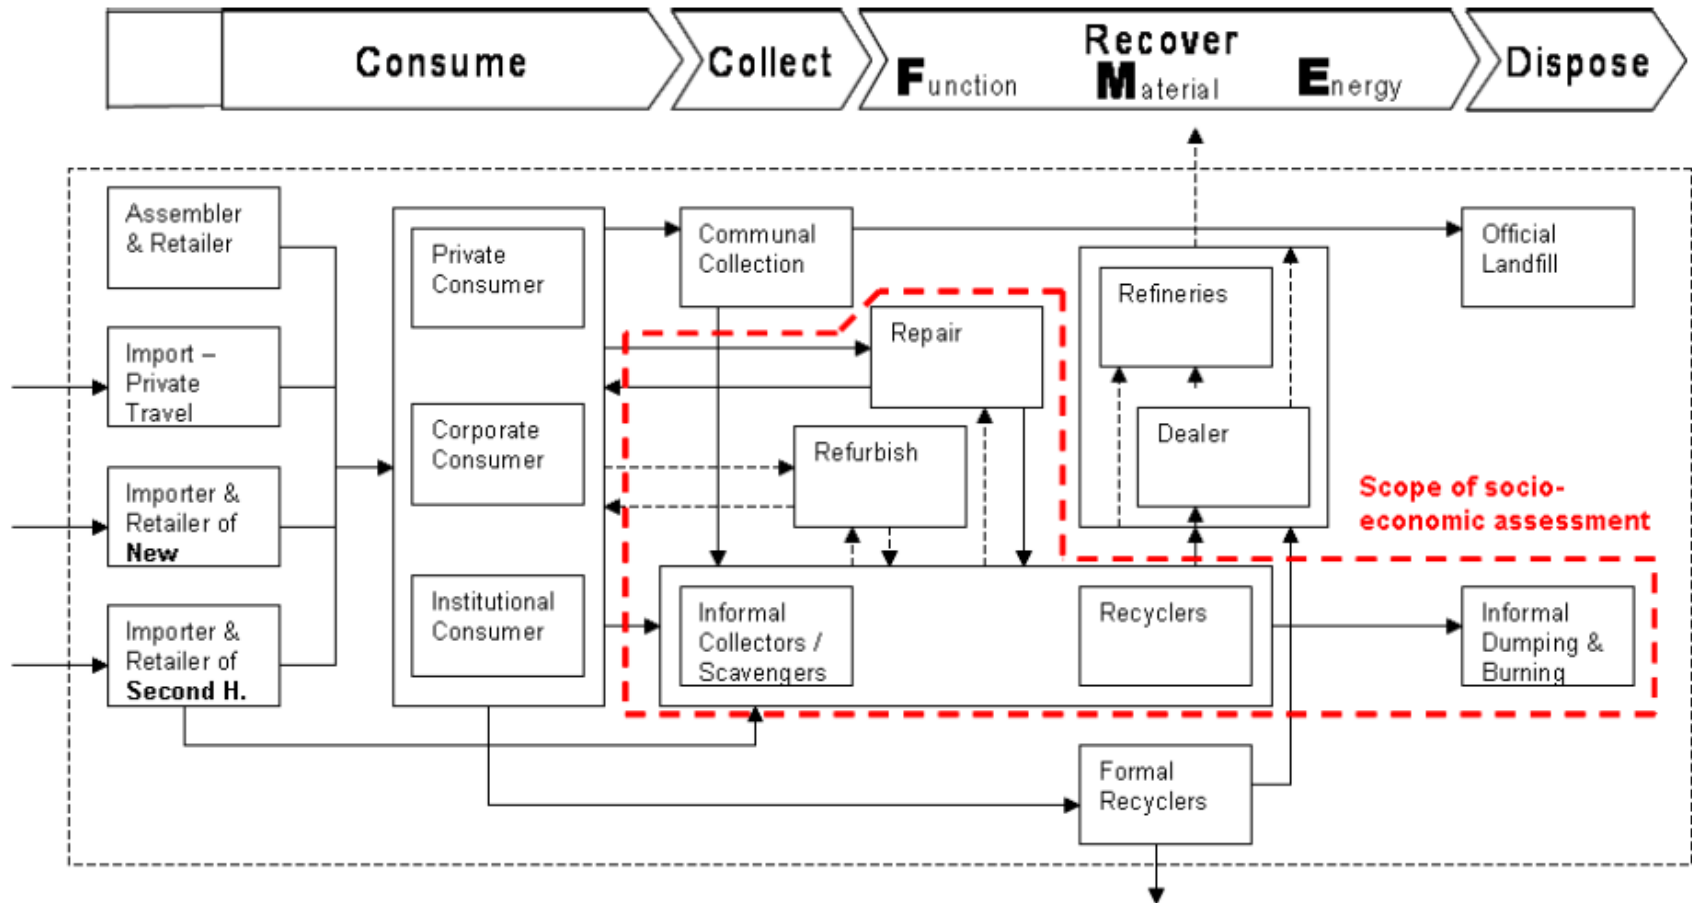 Consume
Collect
Recover
Function Material Energy
Dispose
Assembler
& Retailer
Import –
Private
Travel
Importer &
Retailer of
New
Importer &
Retailer of
Second H.
Private
Consumer
Corporate
Consumer
Institutional
Consumer
Communal
Collection
Repair
Refurbish
Informal
Collectors /
Scavengers
Recyclers
Refineries
Dealer
Formal
Recyclers
Official
Landfill
Scope of socio-
economic assessment
Informal
Dumping &
Burning